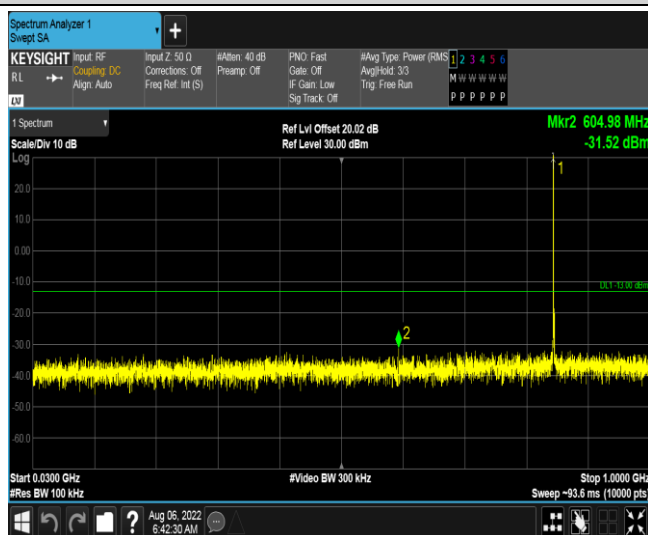 Spectrum Analyzer 1
Swept SA
+
KEYSIGHT
RL
Input: RF
Coupling: DC
Align: Auto
Input Z: 50 Ω
Corrections: Off
Freq Ref: Int (S)
#Atten: 40 dB
Preamp: Off
PNO: Fast
Gate: Off
IF Gain: Low
Sig Track: Off
#Avg Type: Power (RMS
Avg|Hold: 3/3
Trig: Free Run
1 2 3 4 5 6
M W W W W W
P P P P P P
LXI
1 Spectrum
Scale/Div 10 dB
Log
Ref Lvl Offset 20.02 dB
Ref Level 30.00 dBm
Mkr2 604.98 MHz
-31.52 dBm
1
20.0
10.0
0.00
-10.0
DL1 -13.00 dBm
-20.0
2
-30.0
-40.0
-50.0
-60.0
Start 0.0300 GHz
#Res BW 100 kHz
#Video BW 300 kHz
Stop 1.0000 GHz
Sweep ~93.6 ms (10000 pts)
?
Aug 06, 2022
6:42:30 AM